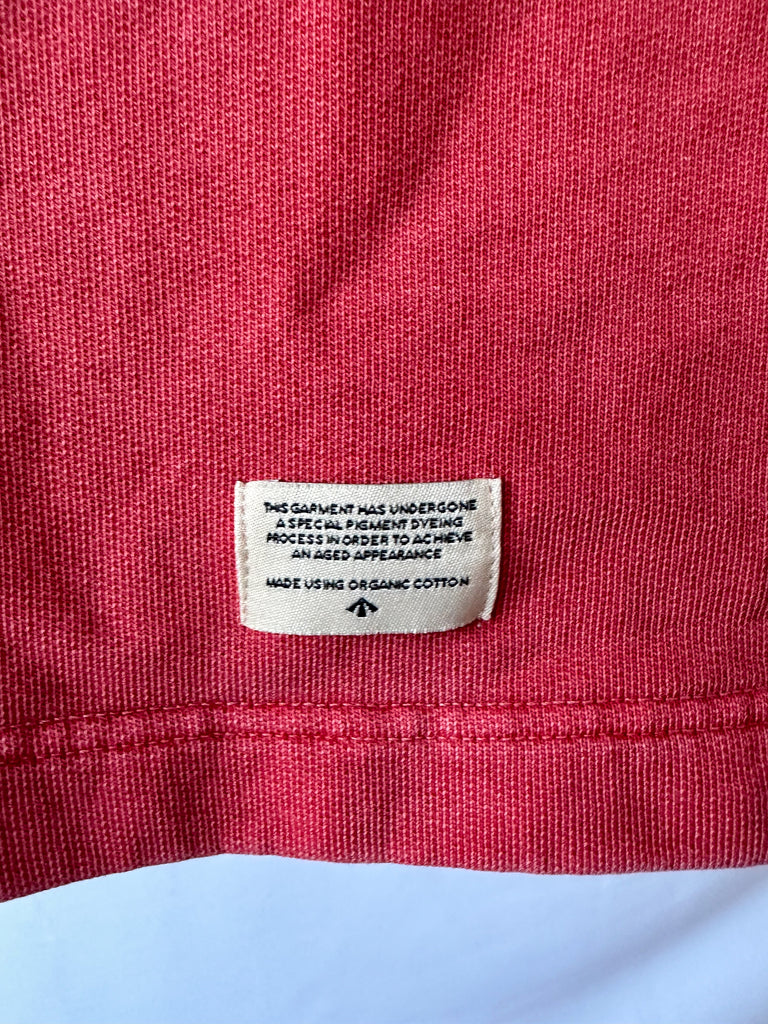 THIS GARMENT HAS UNDERGONE
A SPECIAL PIGMENT DYEING
PROCESS IN ORDER TO ACHIEVE
AN AGED APPEARANCE
MADE USING ORGANIC COTTON